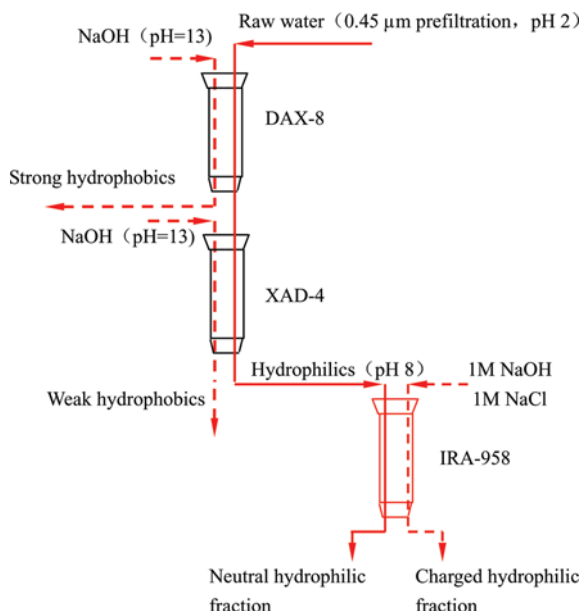 Raw water (0.45 µm prefiltration, pH 2)
NaOH (pH=13)
DAX-8
Strong hydrophobics
NaOH (pH=13)
XAD-4
Hydrophilics (pH 8)
1M NaOH
1M NaCl
Weak hydrophobics
IRA-958
Neutral hydrophilic
fraction
Charged hydrophilic
fraction